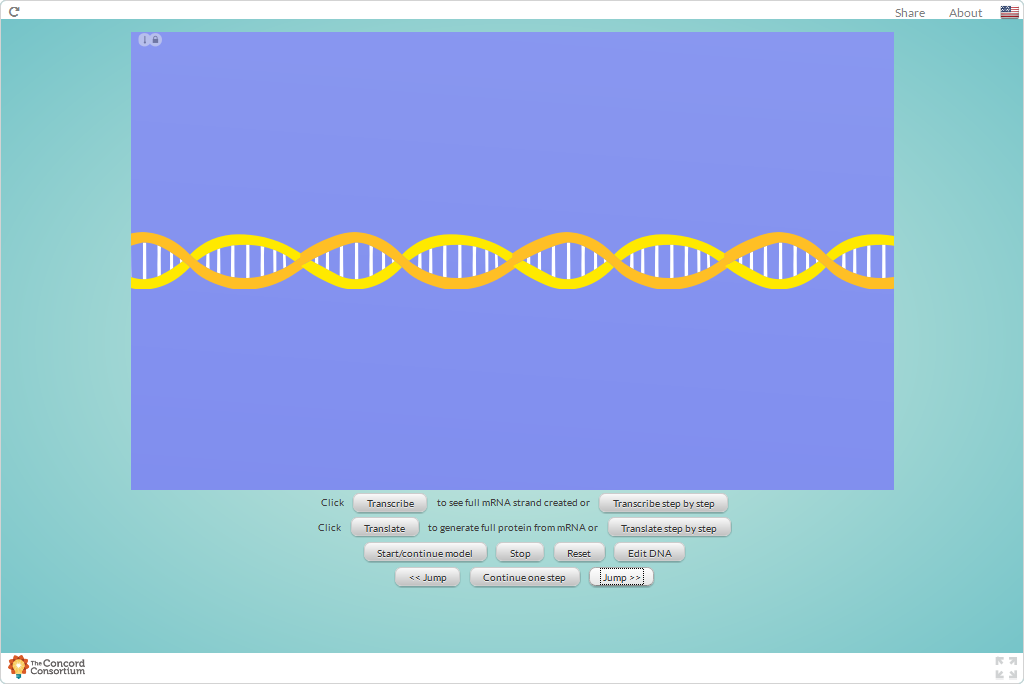 Share About
Click Transcribe to see full mRNA strand created or Transcribe step by step
Click Translate to generate full protein from mRNA or Translate step by step
Start/continue model Stop Reset Edit DNA
<< Jump Continue one step Jump >>
The Concord
Consortium